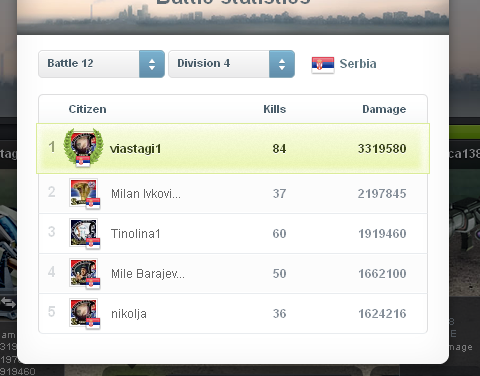 Battle statistics
Battle 12 Division 4 Serbia
Citizen Kills Damage
1 viastagi1 84 3319580
2 Milan Ivkovi... 37 2197845
3 Tinolina1 60 1919460
4 Mile Barajev... 50 1662100
5 nikolja 36 1624216
919460